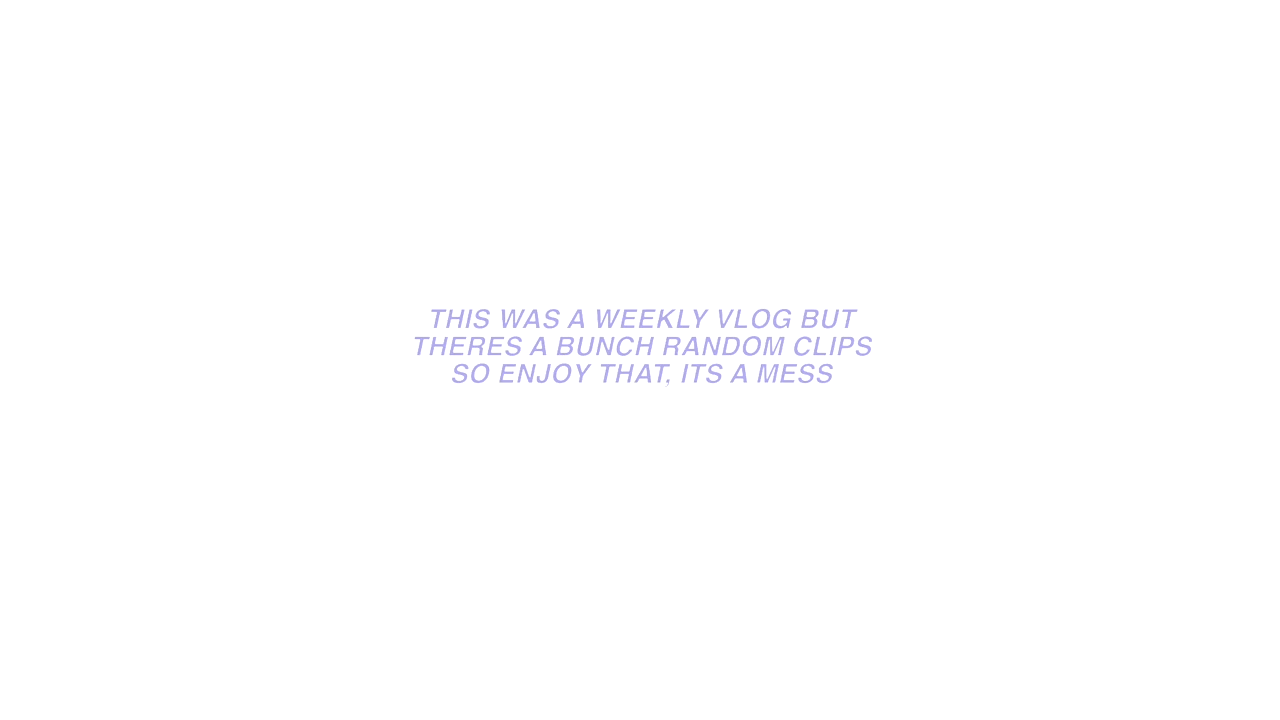 THIS WAS A WEEKLY VLOG BUT
THERES A BUNCH RANDOM CLIPS
SO ENJOY THAT, ITS A MESS